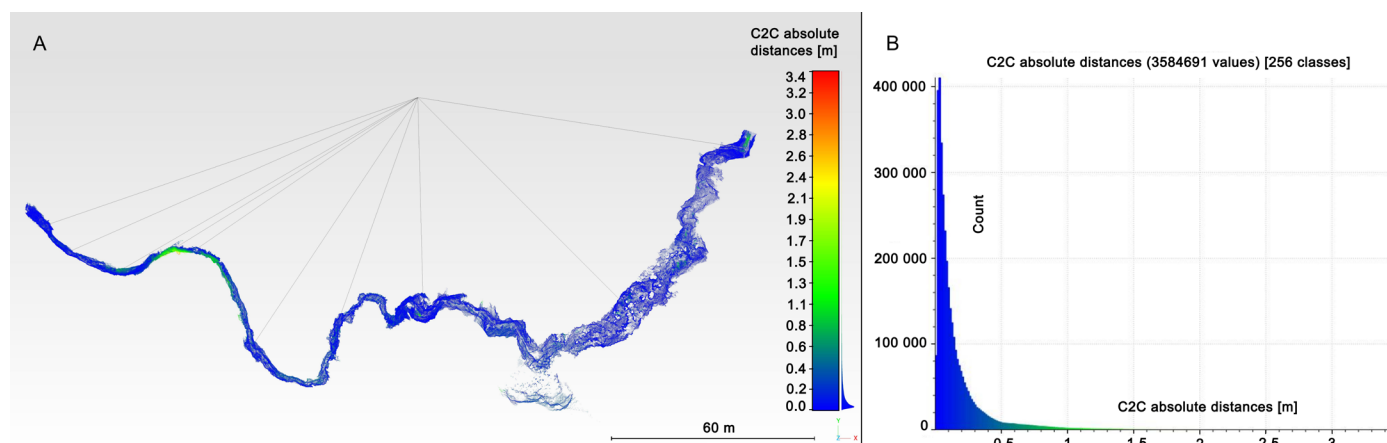 A
C2C absolute
distances [m]
3.4
3.2
3.0
2.8
2.6
2.4
2.1
1.9
1.7
1.5
1.3
1.1
0.8
0.6
0.4
0.2
0.0
Y
Z
X
60 m
B
C2C absolute distances (3584691 values) [256 classes]
400 000
300 000
200 000
100 000
0
Count
C2C absolute distances [m]
0.5
1
1.5
2
2.5
3